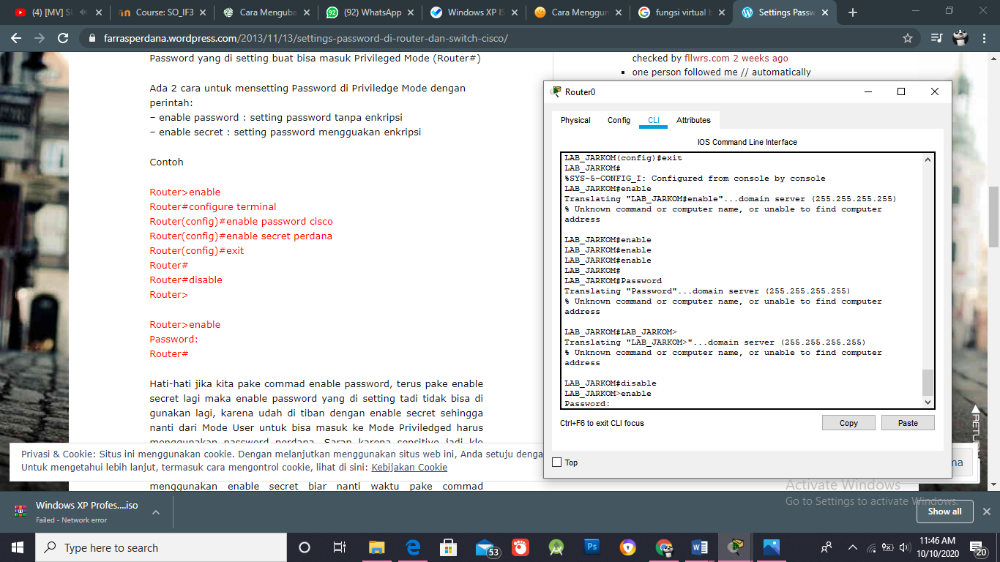 (4) [MV] S
Course: SO_IF3
Cara Menguba
(92) WhatsApp
Windows XP IS
Cara Menggun
fungsi virtual b
Settings Passw
farrasperdana.wordpress.com/2013/11/13/settings-password-di-router-dan-switch-cisco/
Password yang di setting buat bisa masuk Privileged Mode (Router#)
Ada 2 cara untuk mensetting Password di Priviledge Mode dengan
perintah:
– enable password : setting password tanpa enkripsi
– enable secret : setting password mengguakan enkripsi
Contoh
Router>enable
Router#configure terminal
Router(config)#enable password cisco
Router(config)#enable secret perdana
Router(config)#exit
Router#
Router#disable
Router>
Router>enable
Password:
Router#
Hati-hati jika kita pake commad enable password, terus pake enable
secret lagi maka enable password yang di setting tadi tidak bisa di
gunakan lagi, karena udah di tiban dengan enable secret sehingga
nanti dari Mode User untuk bisa masuk ke Mode Priviledged harus
menggunakan password perdana. Saran karena sensitive jadi klo
Privasi & Cookie: Situs ini menggunakan cookie. Dengan melanjutkan menggunakan situs web ini, Anda setuju denga
Untuk mengetahui lebih lanjut, termasuk cara mengontrol cookie, lihat di sini: Kebijakan Cookie
menggunakan enable secret biar nanti waktu pake commad
checked by fllwrs.com 2 weeks ago
▪ one person followed me // automatically
Router0
Physical
Config
CLI
Attributes
IOS Command Line Interface
LAB_JARKOM(config)#exit
LAB_JARKOM#
%SYS-5-CONFIG_I: Configured from console by console
LAB_JARKOM#enable
Translating "LAB_JARKOM#enable"...domain server (255.255.255.255)
% Unknown command or computer name, or unable to find computer
address
LAB_JARKOM#enable
LAB_JARKOM#enable
LAB_JARKOM#enable
LAB_JARKOM#
LAB_JARKOM#Password
Translating "Password"...domain server (255.255.255.255)
% Unknown command or computer name, or unable to find computer
address
LAB_JARKOM#LAB_JARKOM>
Translating "LAB_JARKOM>"...domain server (255.255.255.255)
% Unknown command or computer name, or unable to find computer
address
LAB_JARKOM#disable
LAB_JARKOM>enable
Password:
Ctrl+F6 to exit CLI focus
Copy
Paste
Top
na
Activate Windows
Go to Settings to activate Windows.
Windows XP Profes....iso
Failed - Network error
Show all
Type here to search
53
Ps
11:46 AM
10/10/2020
20